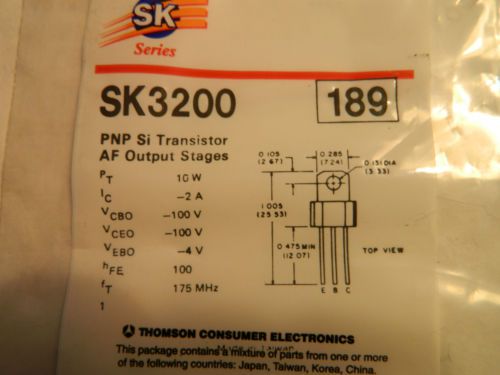 SK
Series
SK3200 189
PNP Si Transistor
AF Output Stages
PT 10 W
IC -2 A
VCBO -100 V
VCEO -100 V
VEBO -4 V
hFE 100
fT 175 MHz
1
0.105
(2.67)
0.285
(7.24)
0.131 DIA
(3.33)
1.005
(25.53)
0.475 MIN
(12.07)
TOP VIEW
E B C
THOMSON CONSUMER ELECTRONICS
Made in Taiwan
This package contains a mixture of parts from one or more
of the following countries: Japan, Taiwan, Korea, China.